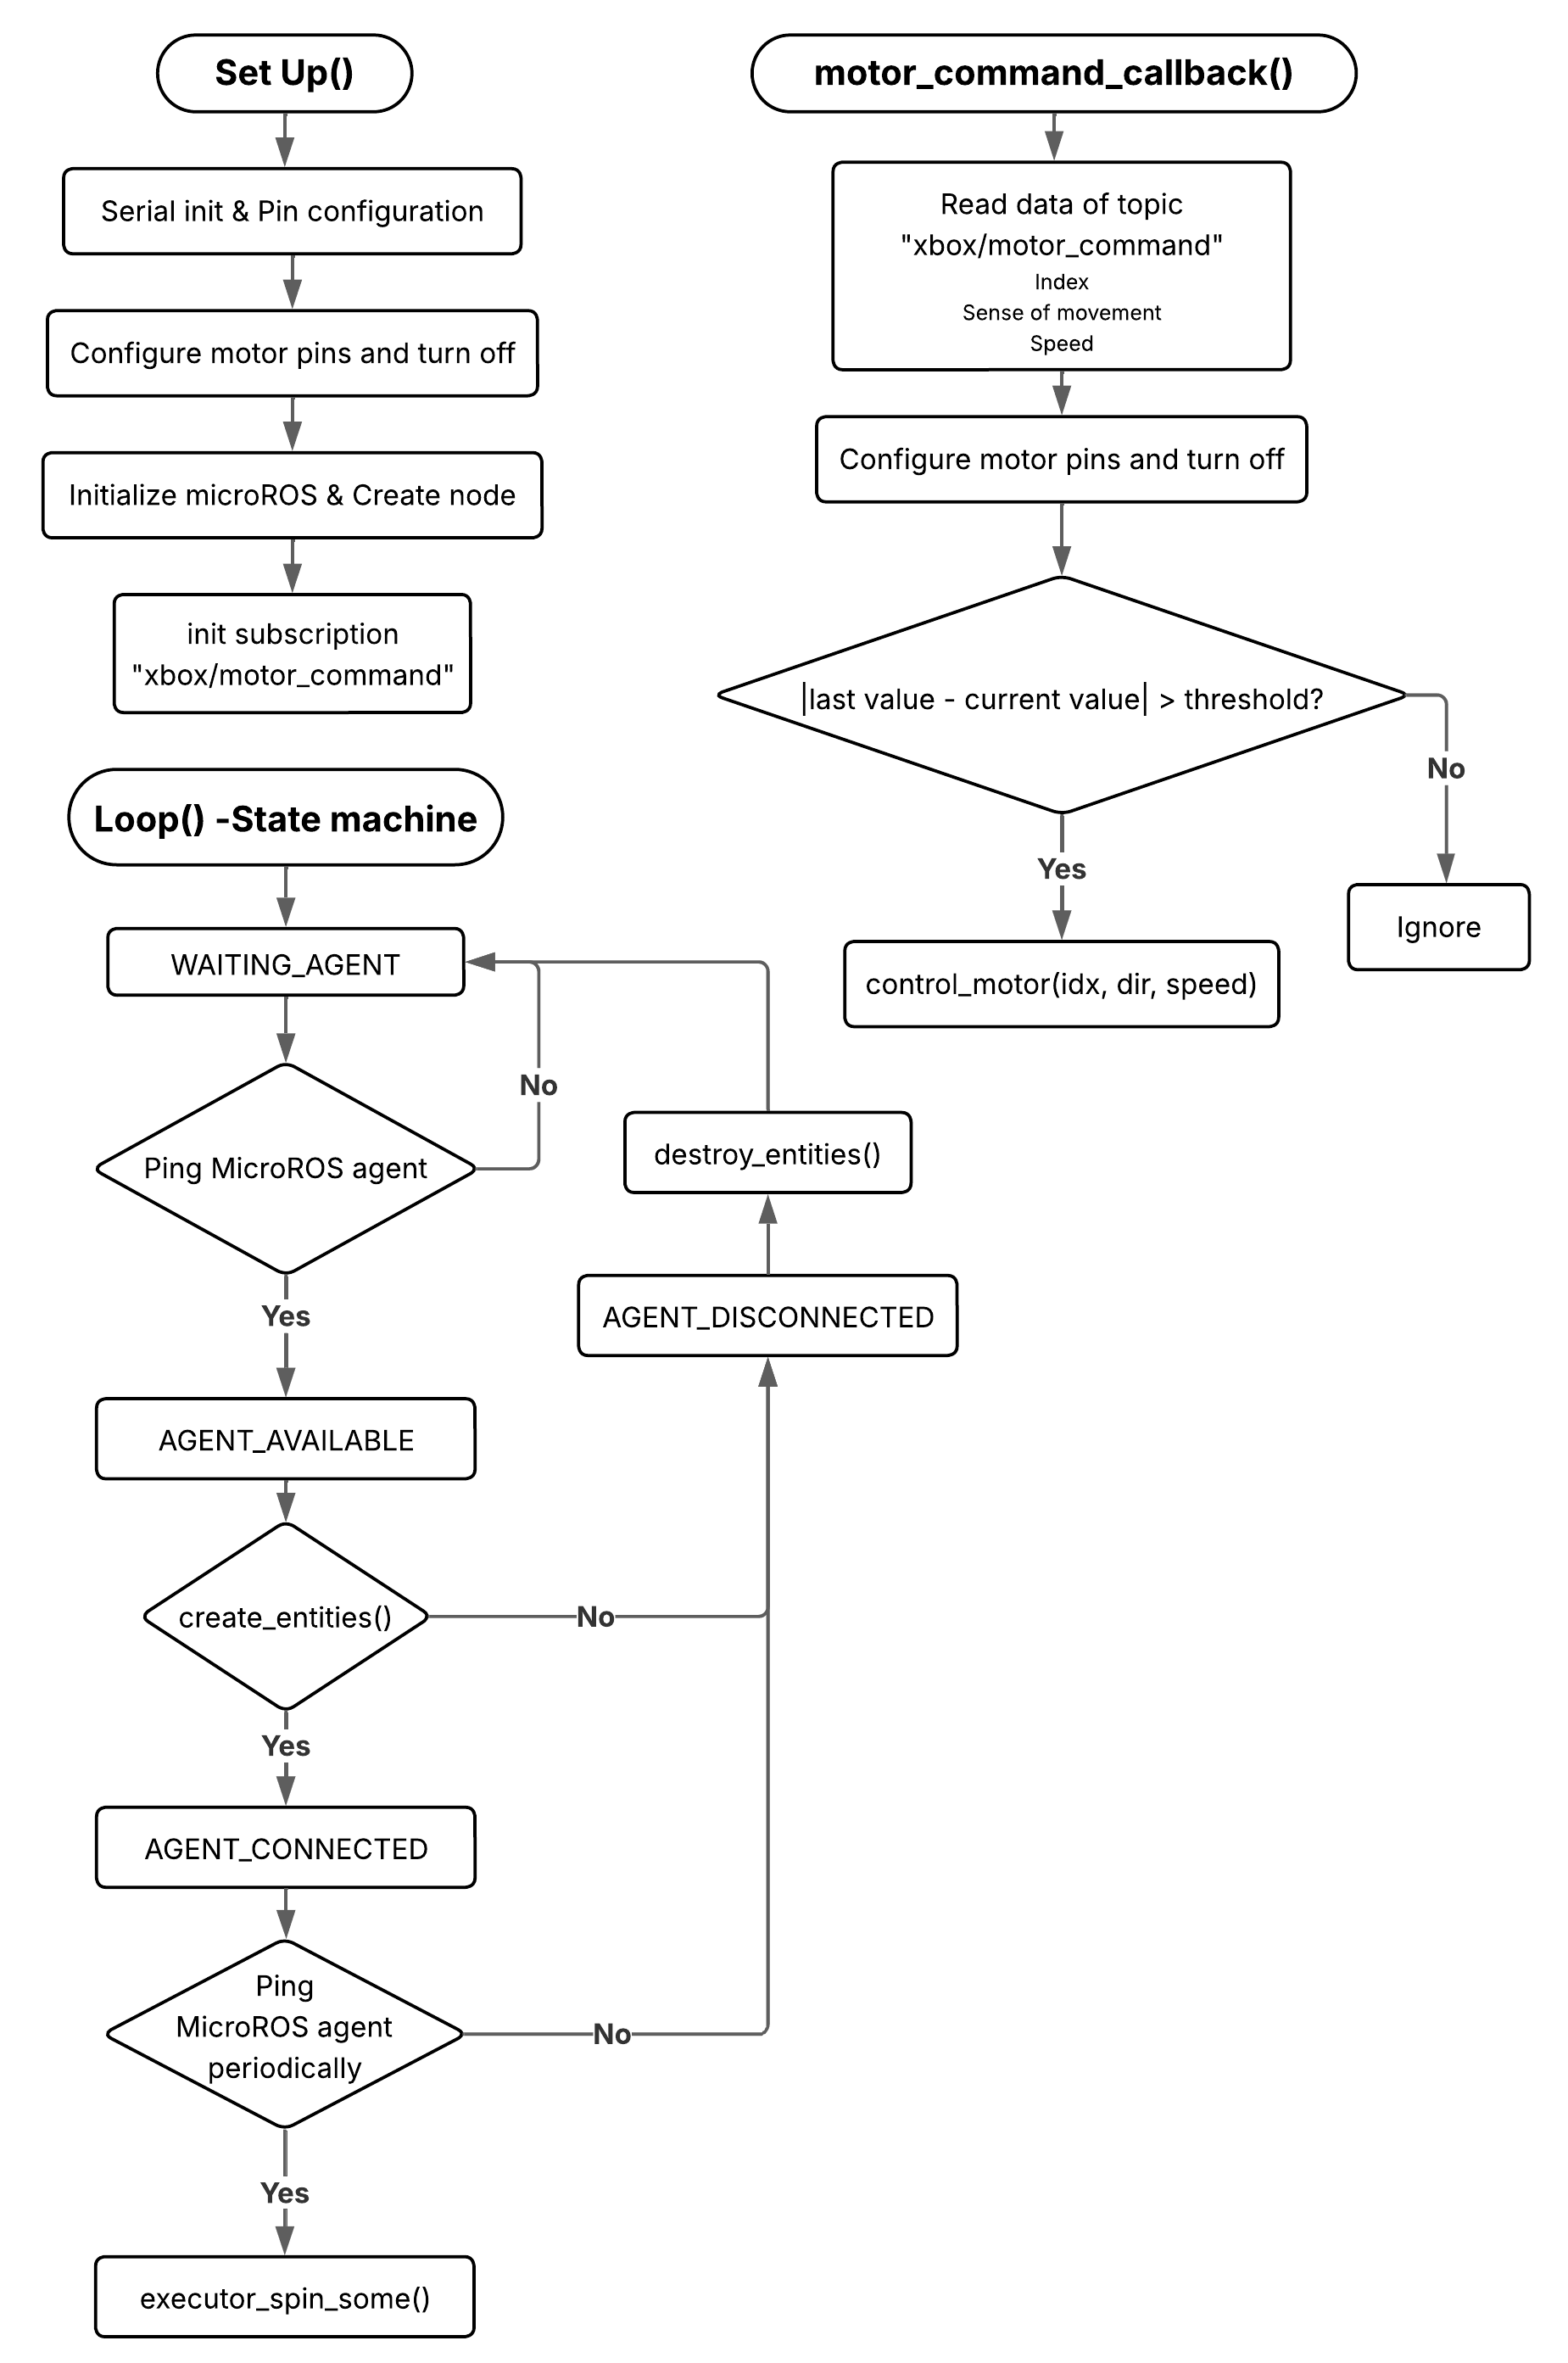 Set Up()
Serial init & Pin configuration
Configure motor pins and turn off
Initialize microROS & Create node
init subscription
"xbox/motor_command"
motor_command_callback()
Read data of topic
"xbox/motor_command"
Index
Sense of movement
Speed
Configure motor pins and turn off
|last value - current value| > threshold?
No
Yes
Ignore
control_motor(idx, dir, speed)
Loop() -State machine
WAITING_AGENT
No
Ping MicroROS agent
destroy_entities()
Yes
AGENT_DISCONNECTED
AGENT_AVAILABLE
create_entities()
No
Yes
AGENT_CONNECTED
Ping
MicroROS agent
periodically
No
Yes
executor_spin_some()